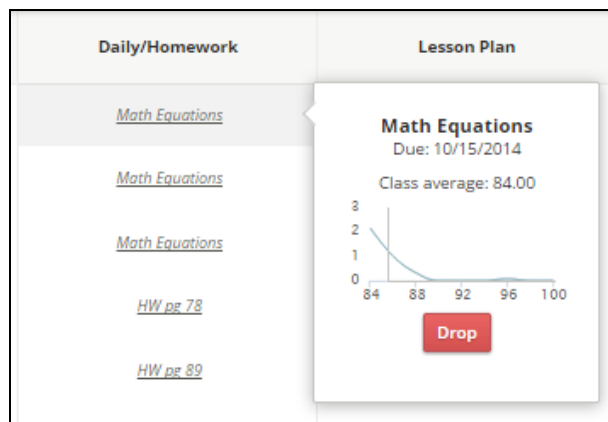 Daily/Homework
Lesson Plan
Math Equations
Math Equations
Math Equations
HW pg 78
HW pg 89
Math Equations
Due: 10/15/2014
Class average: 84.00
3
2
1
0
84 88 92 96 100
Drop